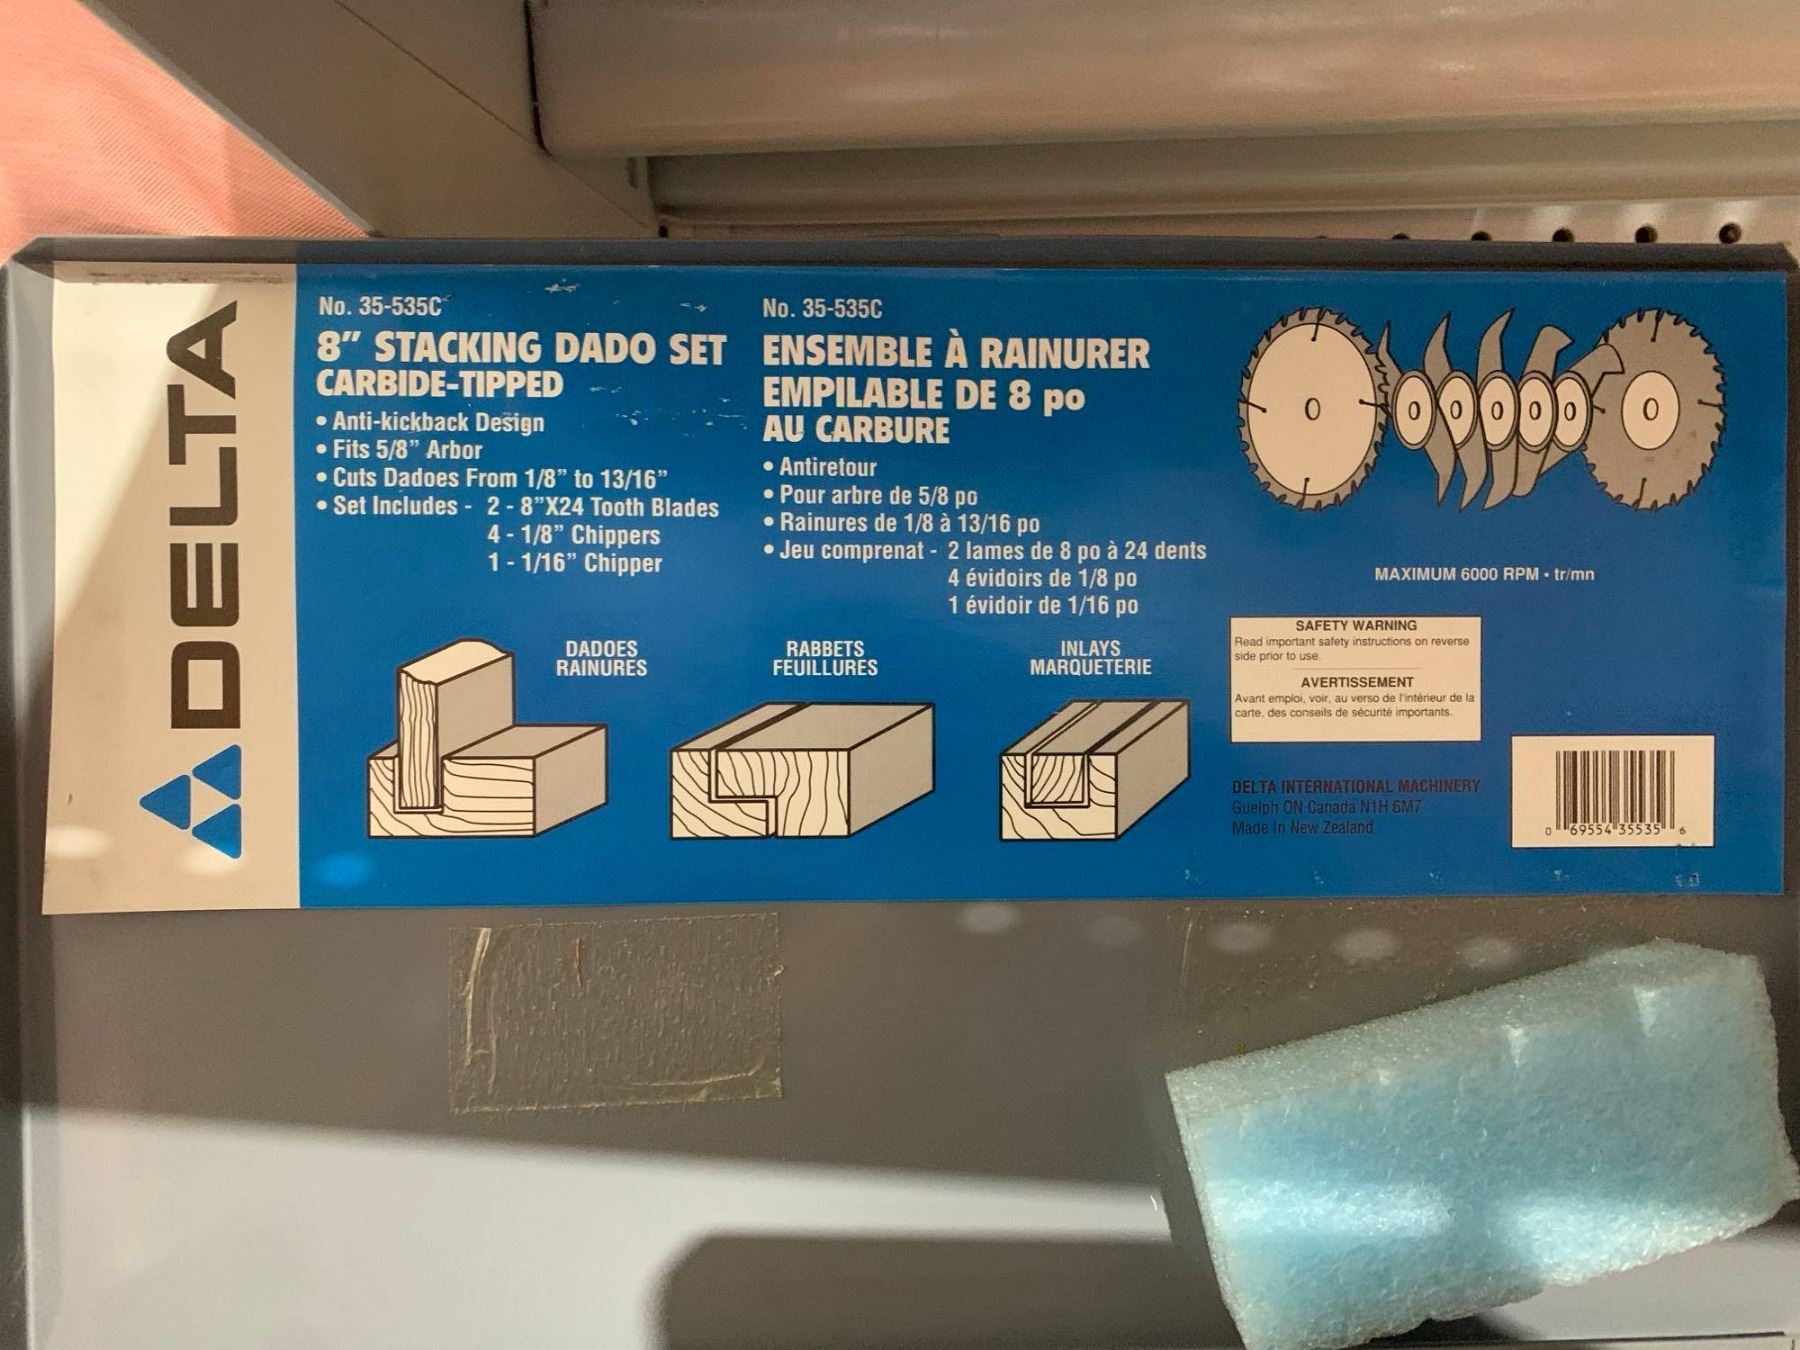 DELTA
No. 35-535C
8" STACKING DADO SET
CARBIDE-TIPPED
• Anti-kickback Design
• Fits 5/8" Arbor
• Cuts Dadoes From 1/8" to 13/16"
• Set Includes - 2 - 8"X24 Tooth Blades
4 - 1/8" Chippers
1 - 1/16" Chipper
No. 35-535C
ENSEMBLE À RAINURER
EMPILABLE DE 8 po
AU CARBURE
• Antiretour
• Pour arbre de 5/8 po
• Rainures de 1/8 à 13/16 po
• Jeu comprenat - 2 lames de 8 po à 24 dents
4 évidoirs de 1/8 po
1 évidoir de 1/16 po
MAXIMUM 6000 RPM • tr/mn
DADOES
RAINURES
RABBETS
FEUILLURES
INLAYS
MARQUETERIE
SAFETY WARNING
Read important safety instructions on reverse
side prior to use.
AVERTISSEMENT
Avant emploi, voir, au verso de l'intérieur de la
carte, des conseils de sécurité importants.
DELTA INTERNATIONAL MACHINERY
Guelph ON Canada N1H 6M7
Made In New Zealand
0 69554 35535 6